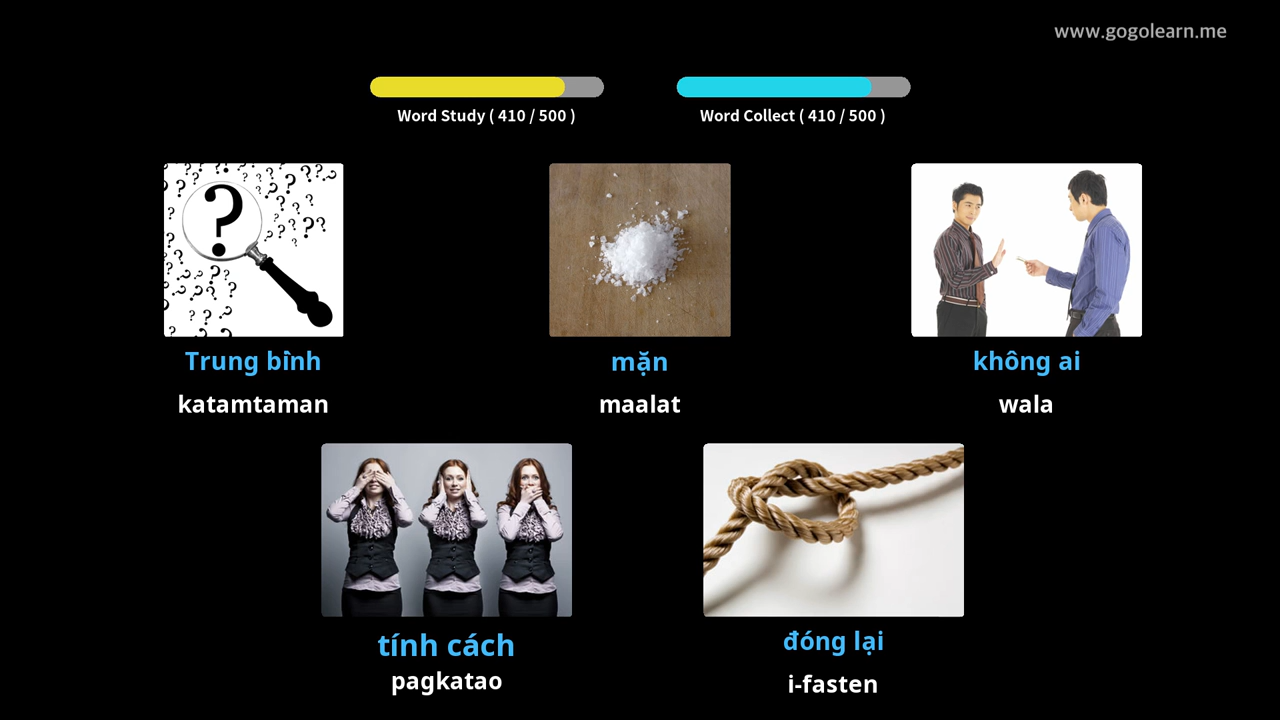 www.gogolearn.me
Word Study ( 410 / 500 )
Word Collect ( 410 / 500 )
Trung bình
katamtaman
mặn
maalat
không ai
wala
tính cách
pagkatao
đóng lại
i-fasten